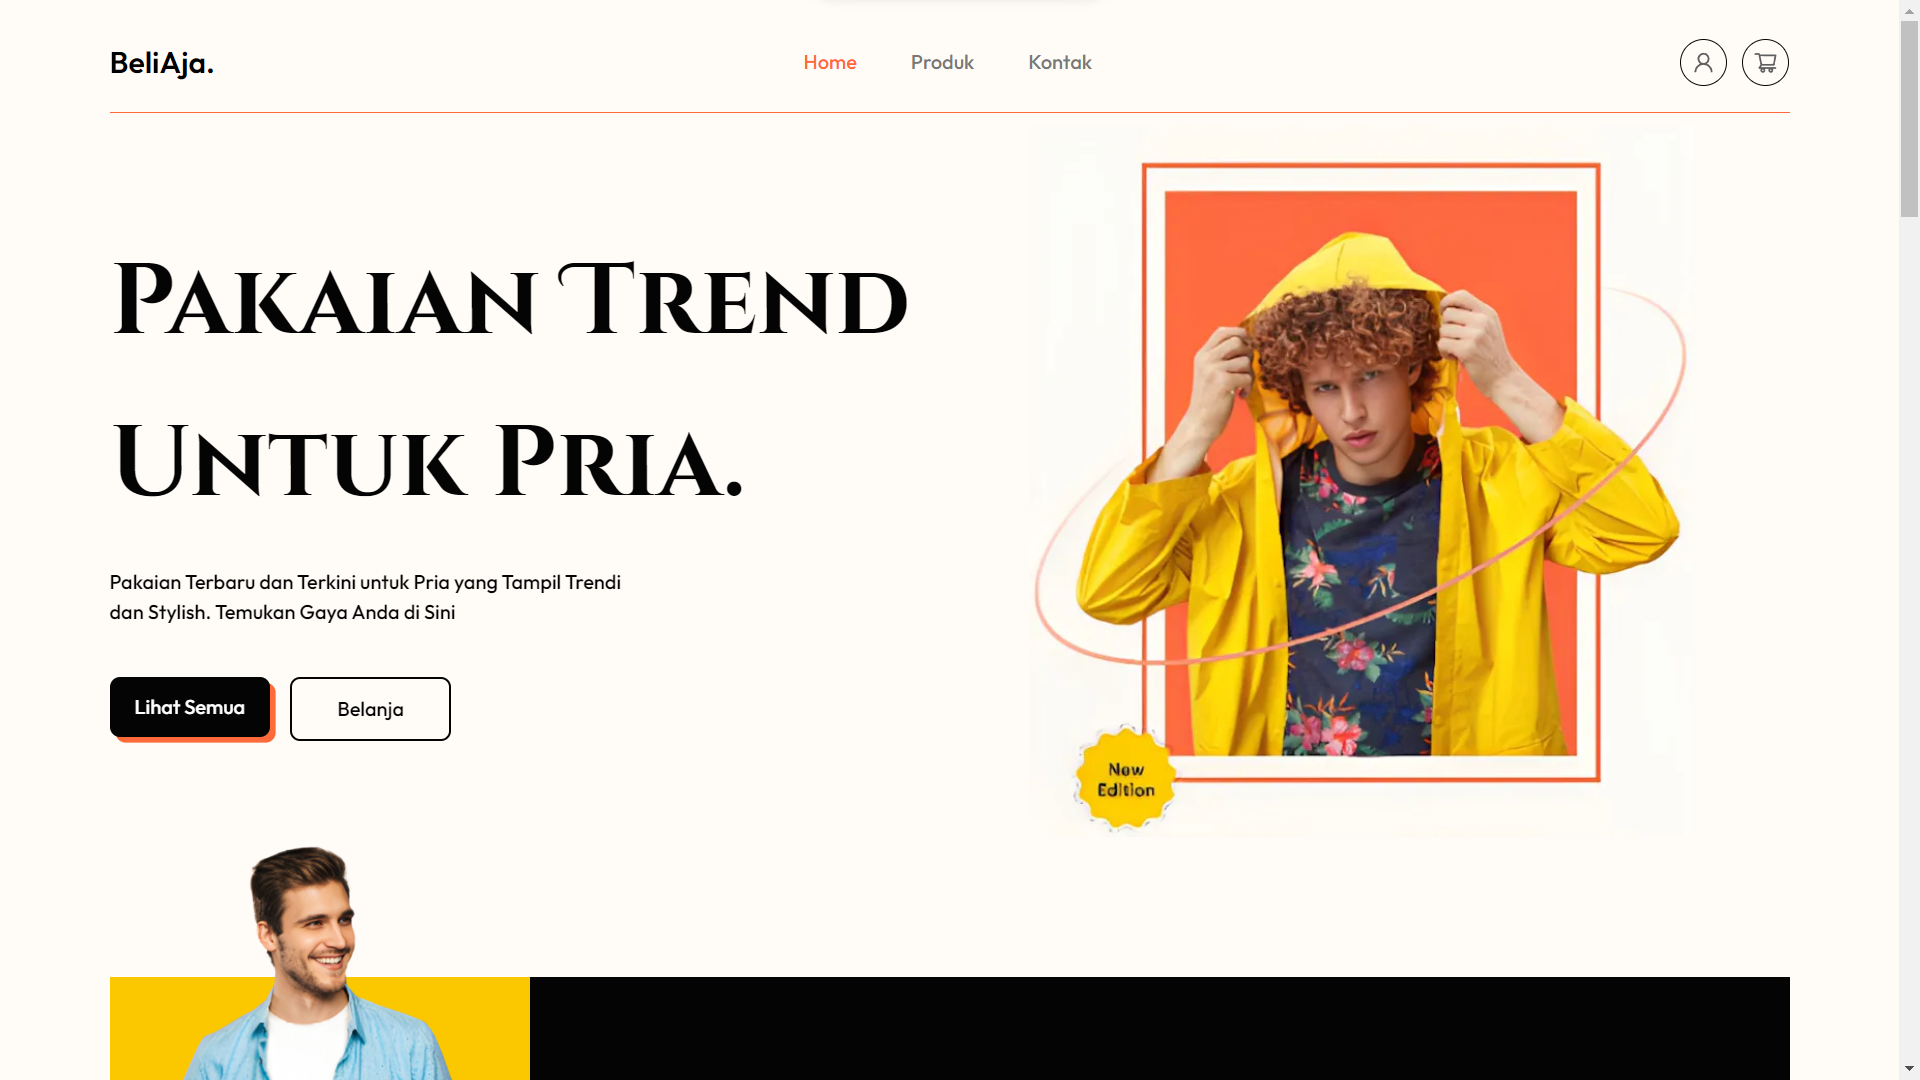 BeliAja.
Home
Produk
Kontak
Pakaian Trend
Untuk Pria.
Pakaian Terbaru dan Terkini untuk Pria yang Tampil Trendi
dan Stylish. Temukan Gaya Anda di Sini
Lihat Semua
Belanja
New
Edition